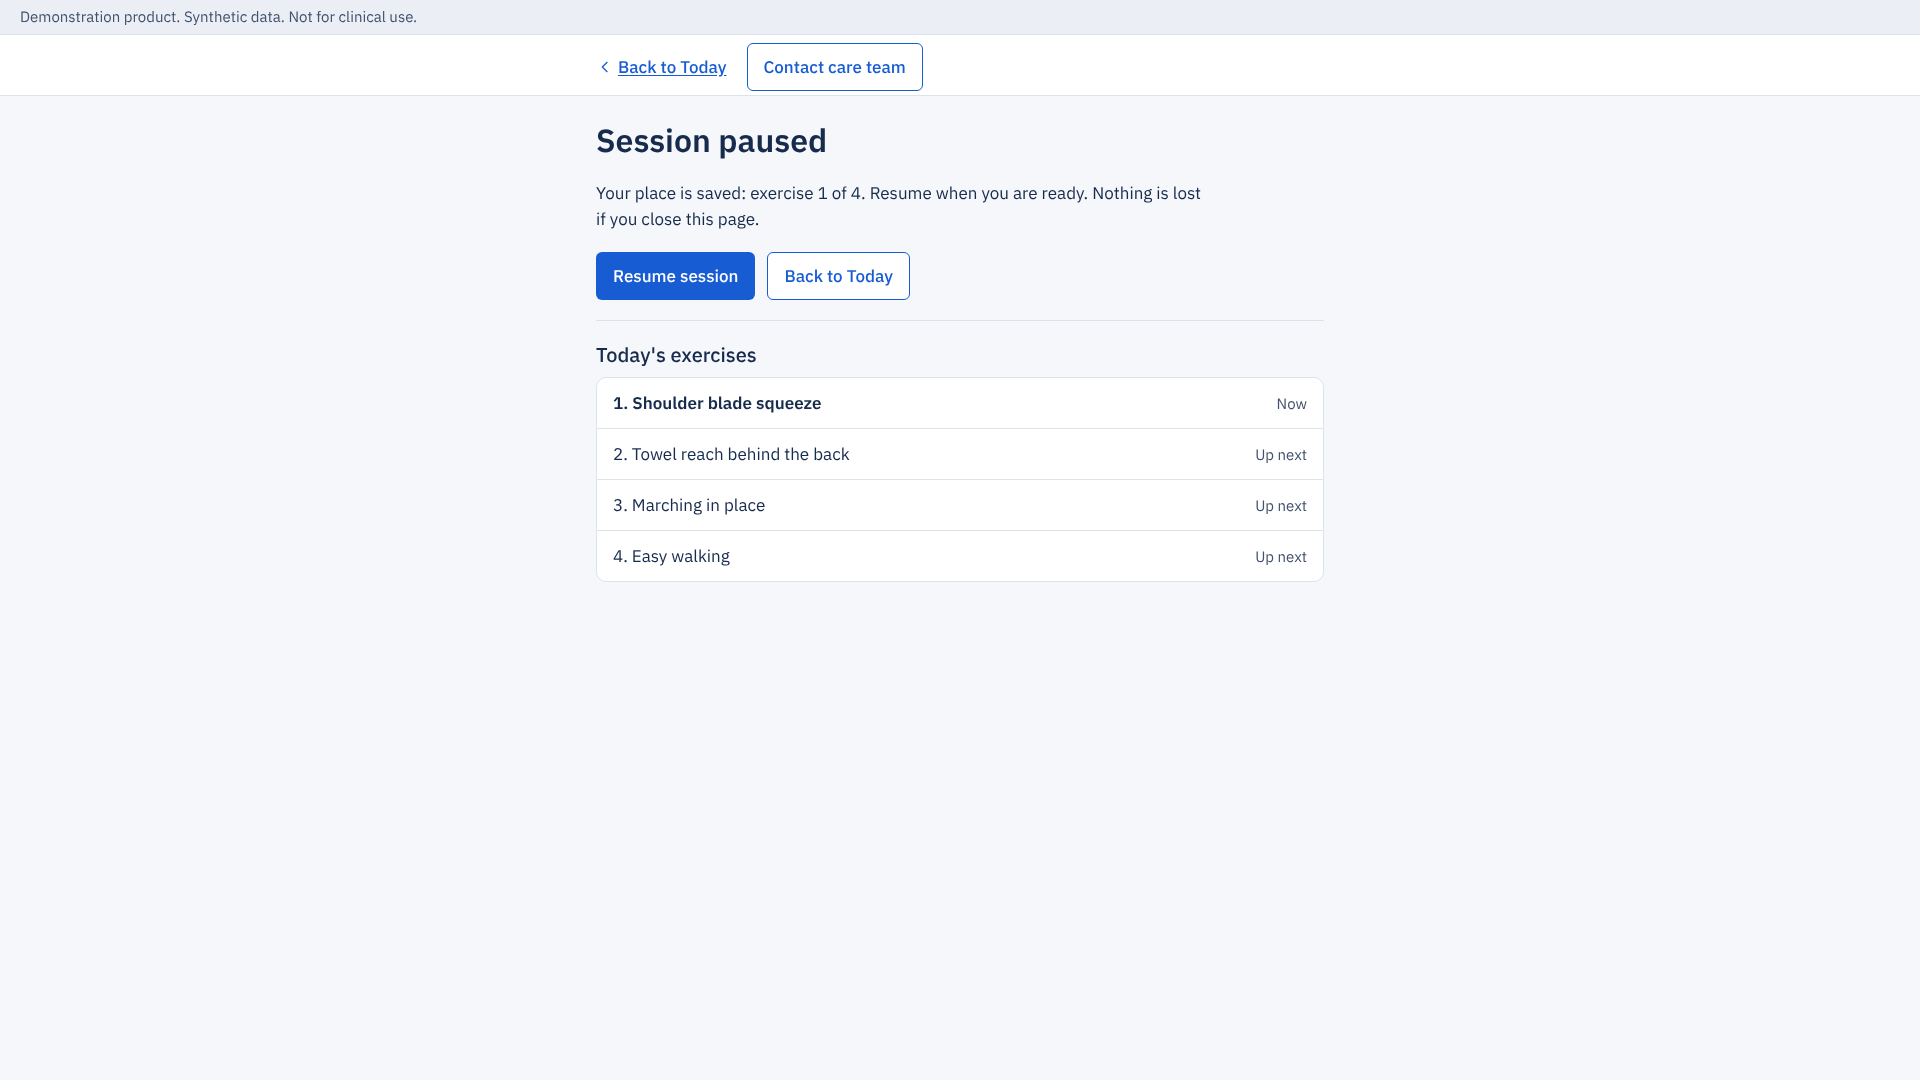 Demonstration product. Synthetic data. Not for clinical use.
Back to Today
Contact care team
Session paused
Your place is saved: exercise 1 of 4. Resume when you are ready. Nothing is lost
if you close this page.
Resume session
Back to Today
Today's exercises
1. Shoulder blade squeeze
Now
2. Towel reach behind the back
Up next
3. Marching in place
Up next
4. Easy walking
Up next